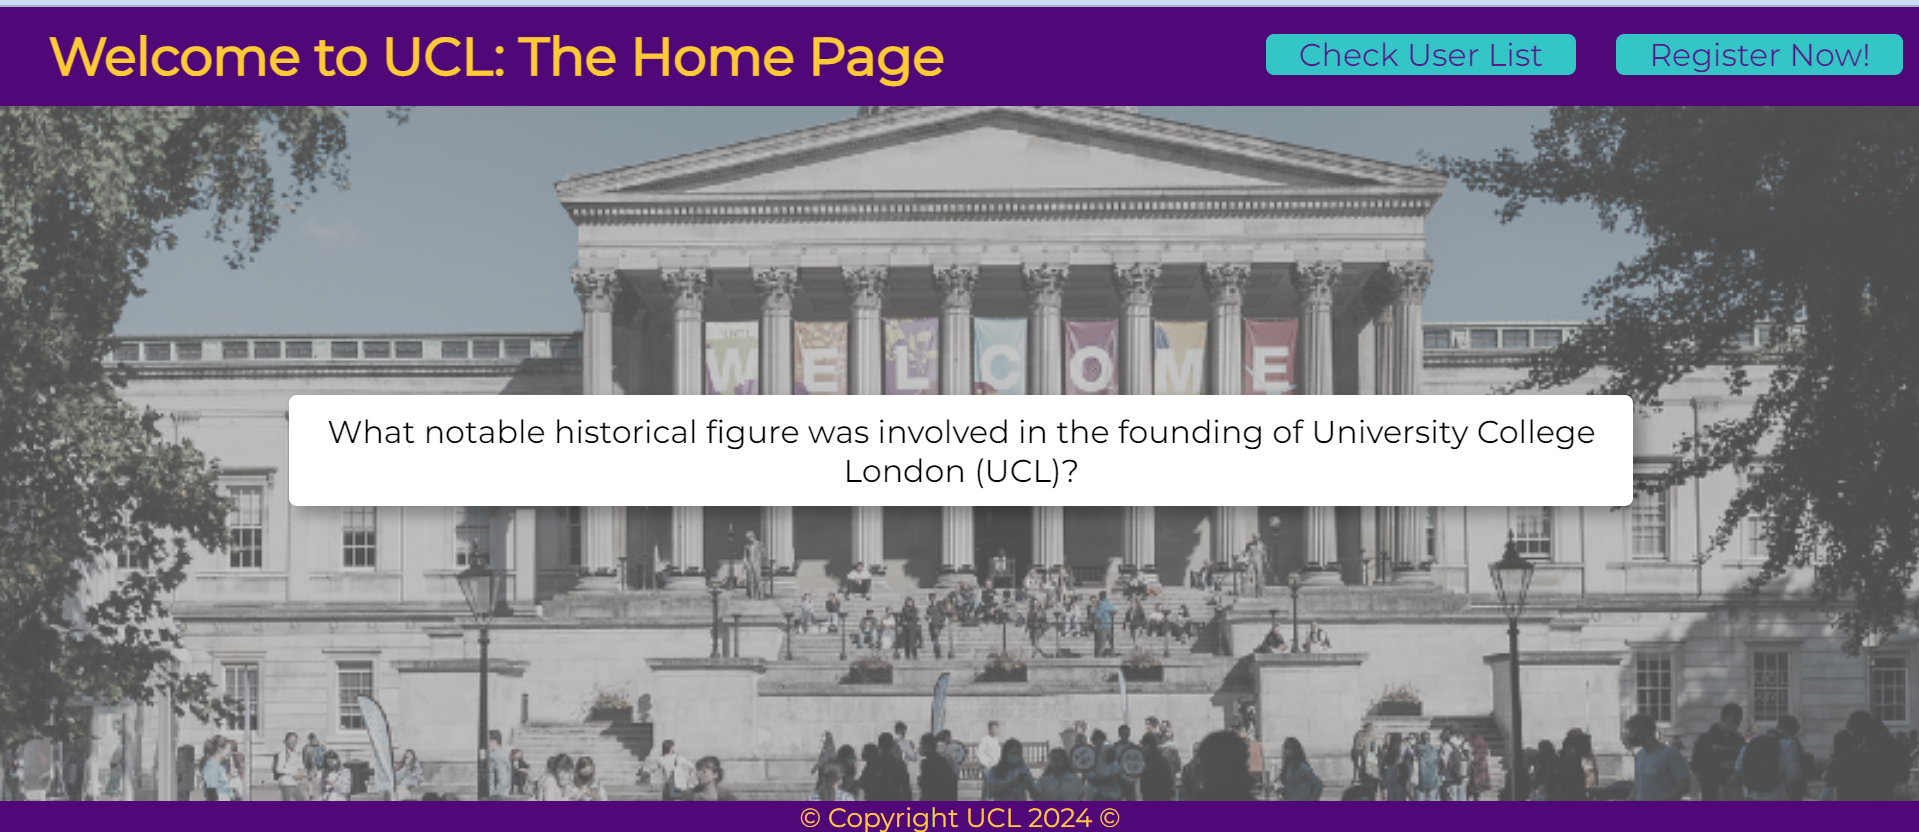 Welcome to UCL: The Home Page
Check User List
Register Now!
UCL
WELCOME
What notable historical figure was involved in the founding of University College
London (UCL)?
© Copyright UCL 2024 ©